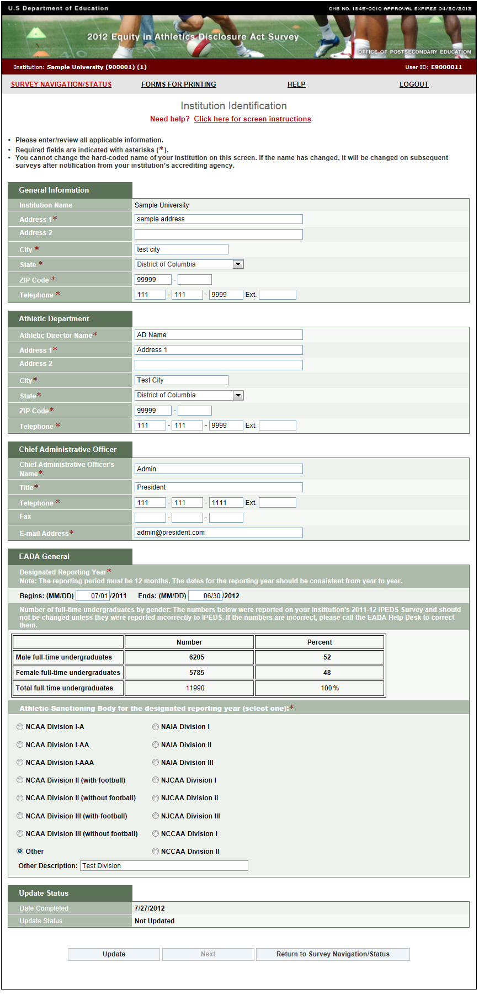 U.S Department of Education
OMB NO. 1845-0010 APPROVAL EXPIRES 04/30/2013
2012 Equity in Athletics Disclosure Act Survey
OFFICE OF POSTSECONDARY EDUCATION
Institution: Sample University (900001) (1)
User ID: E9000011
SURVEY NAVIGATION/STATUS FORMS FOR PRINTING HELP LOGOUT
Institution Identification
Need help? Click here for screen instructions
• Please enter/review all applicable information.
• Required fields are indicated with asterisks (*).
• You cannot change the hard-coded name of your institution on this screen. If the name has changed, it will be changed on subsequent
surveys after notification from your institution's accrediting agency.
General Information
Institution Name Sample University
Address 1* sample address
Address 2
City * test city
State * District of Columbia
ZIP Code * 99999 -
Telephone * 111 - 111 - 9999 Ext.
Athletic Department
Athletic Director Name* AD Name
Address 1* Address 1
Address 2
City* Test City
State* District of Columbia
ZIP Code* 99999 -
Telephone * 111 - 111 - 9999 Ext.
Chief Administrative Officer
Chief Administrative Officer's
Name* Admin
Title* President
Telephone * 111 - 111 - 1111 Ext.
Fax - -
E-mail Address* admin@president.com
EADA General
Designated Reporting Year*
Note: The reporting period must be 12 months. The dates for the reporting year should be consistent from year to year.
Begins: (MM/DD) 07/01/2011 Ends: (MM/DD) 06/30/2012
Number of full-time undergraduates by gender: The numbers below were reported on your institution's 2011-12 IPEDS Survey and should
not be changed unless they were reported incorrectly to IPEDS. If the numbers are incorrect, please call the EADA Help Desk to correct
them.
Number Percent
Male full-time undergraduates 6205 52
Female full-time undergraduates 5785 48
Total full-time undergraduates 11990 100 %
Athletic Sanctioning Body for the designated reporting year (select one):*
NCAA Division I-A NAIA Division I
NCAA Division I-AA NAIA Division II
NCAA Division I-AAA NAIA Division III
NCAA Division II (with football) NJCAA Division I
NCAA Division II (without football) NJCAA Division II
NCAA Division III (with football) NJCAA Division III
NCAA Division III (without football) NCCAA Division I
Other NCCAA Division II
Other Description: Test Division
Update Status
Date Completed 7/27/2012
Update Status Not Updated
Update Next Return to Survey Navigation/Status